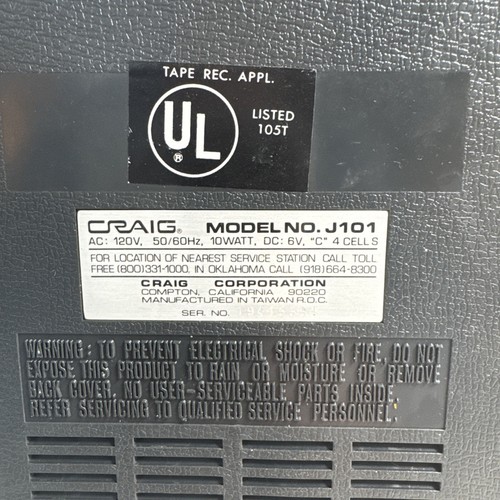 TAPE REC. APPL.
UL
®
LISTED
105T
CRAIG® MODEL NO. J101
AC: 120V, 50/60Hz, 10WATT, DC: 6V, "C" 4 CELLS
FOR LOCATION OF NEAREST SERVICE STATION CALL TOLL
FREE (800)331-1000. IN OKLAHOMA CALL (918)664-8300
CRAIG CORPORATION
COMPTON, CALIFORNIA 90220
MANUFACTURED IN TAIWAN R.O.C.
SER. NO.
WARNING: TO PREVENT ELECTRICAL SHOCK OR FIRE, DO NOT
EXPOSE THIS PRODUCT TO RAIN OR MOISTURE OR REMOVE
BACK COVER. NO USER-SERVICEABLE PARTS INSIDE.
REFER SERVICING TO QUALIFIED SERVICE PERSONNEL.